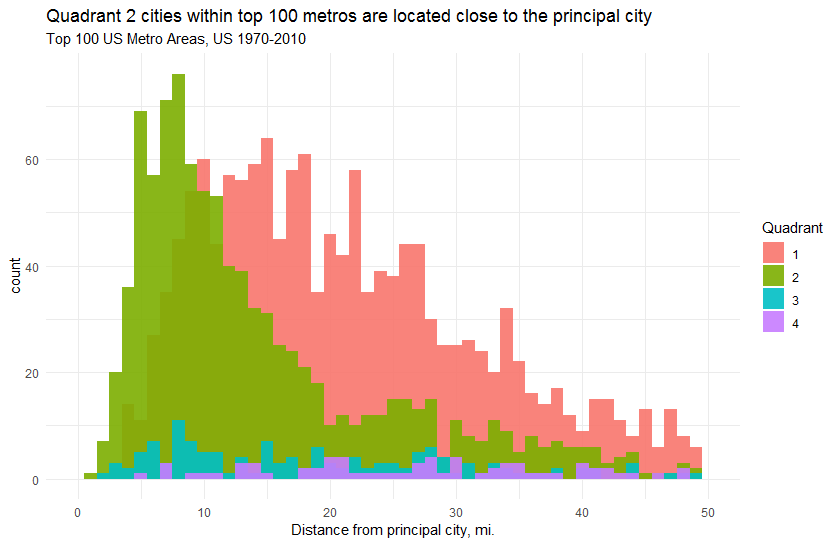 Quadrant 2 cities within top 100 metros are located close to the principal city
Top 100 US Metro Areas, US 1970-2010
60
40
20
0
count
0 10 20 30 40 50
Distance from principal city, mi.
Quadrant
1
2
3
4